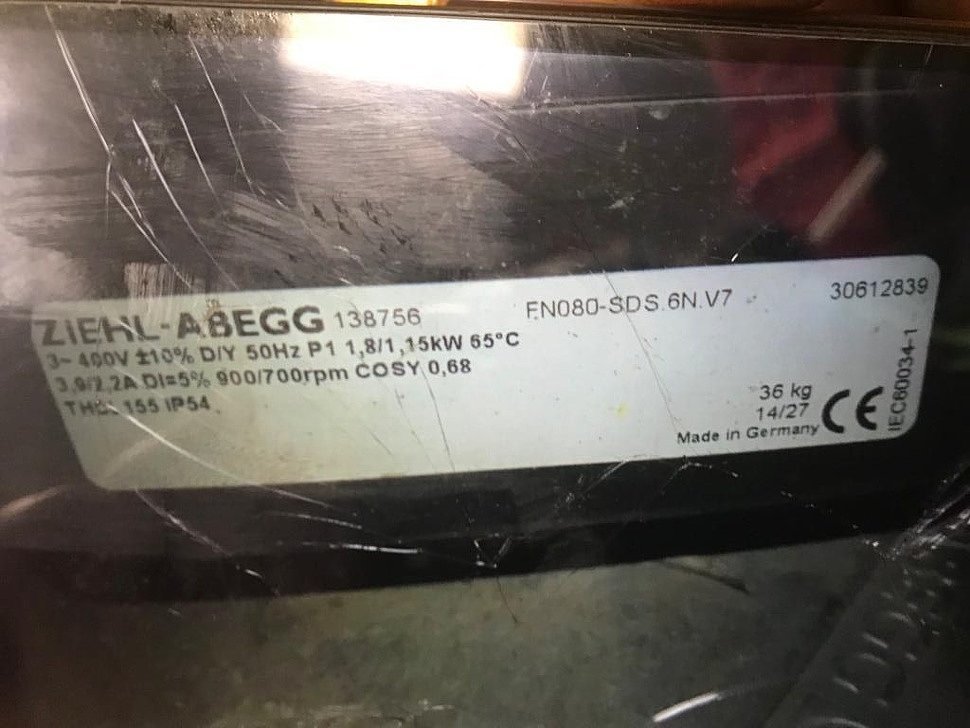 ZIEHL-ABEGG 138756 FN080-SDS.6N.V7 30612839
3~ 400V ±10% D/Y 50Hz P1 1,8/1,15kW 65°C
3,9/2,2A DI=5% 900/700rpm COSY 0,68
THCL 155 IP54
36 kg
14/27
Made in Germany
CE
IEC60034-1